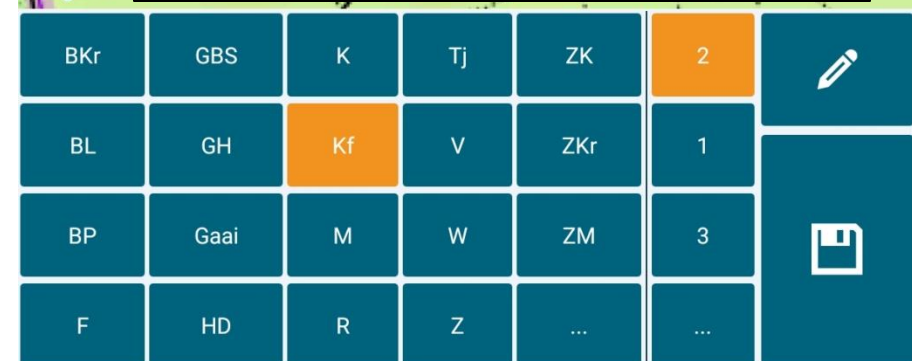 BKr GBS K Tj ZK 2
BL GH Kf V ZKr 1
BP Gaai M W ZM 3
F HD R Z ... ...